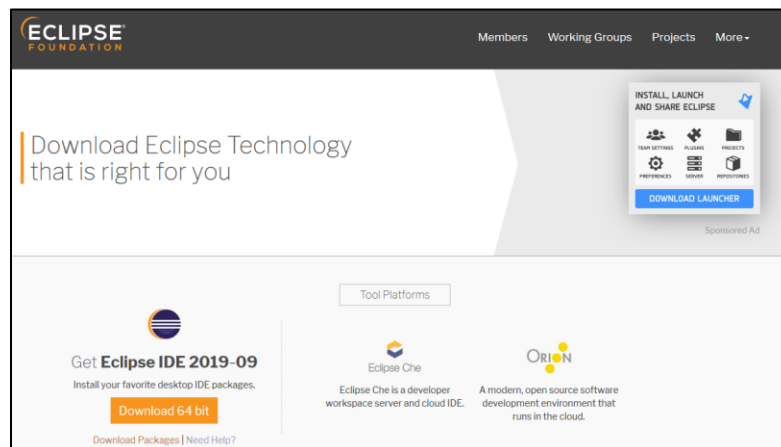 ECLIPSE
FOUNDATION
Members Working Groups Projects More
INSTALL, LAUNCH
AND SHARE ECLIPSE
TEAM SETTINGS PLUGINS PROJECTS
PREFERENCES SERVER REPOSITORIES
DOWNLOAD LAUNCHER
Sponsored Ad
Download Eclipse Technology
that is right for you
Tool Platforms
Get Eclipse IDE 2019-09
Install your favorite desktop IDE packages.
Download 64 bit
Download Packages | Need Help?
Eclipse Che
Eclipse Che is a developer
workspace server and cloud IDE.
ORION
A modern, open source software
development environment that
runs in the cloud.